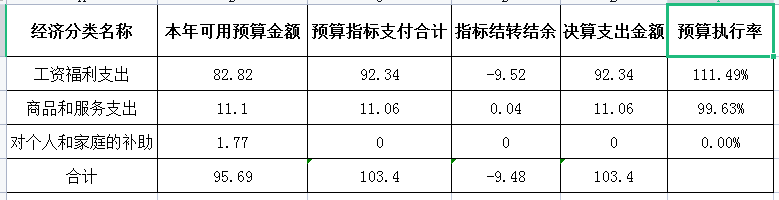 经济分类名称 本年可用预算金额 预算指标支付合计 指标结转结余 决算支出金额 预算执行率
工资福利支出 82.82 92.34 -9.52 92.34 111.49%
商品和服务支出 11.1 11.06 0.04 11.06 99.63%
对个人和家庭的补助 1.77 0 0 0 0.00%
合计 95.69 103.4 -9.48 103.4